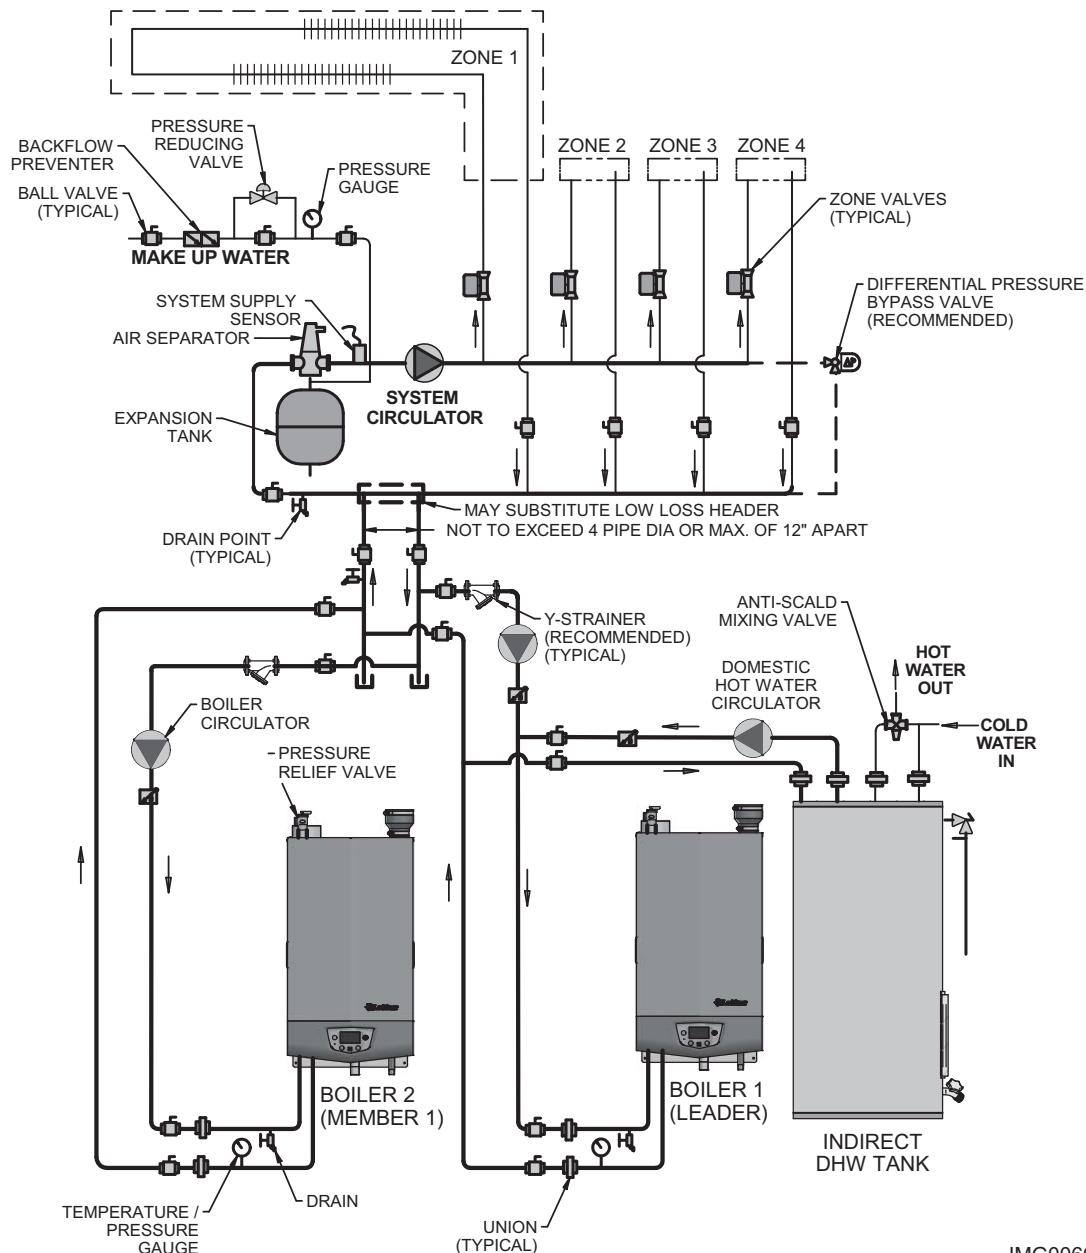 ZONE 1
PRESSURE
REDUCING
VALVE
BACKFLOW
PREVENTER
PRESSURE
GAUGE
BALL VALVE
(TYPICAL)
MAKE UP WATER
ZONE 2
ZONE 3
ZONE 4
ZONE VALVES
(TYPICAL)
SYSTEM SUPPLY
SENSOR
AIR SEPARATOR
DIFFERENTIAL PRESSURE
BYPASS VALVE
(RECOMMENDED)
ΔP
SYSTEM
CIRCULATOR
EXPANSION
TANK
MAY SUBSTITUTE LOW LOSS HEADER
NOT TO EXCEED 4 PIPE DIA OR MAX. OF 12" APART
DRAIN POINT
(TYPICAL)
Y-STRAINER
(RECOMMENDED)
(TYPICAL)
ANTI-SCALD
MIXING VALVE
HOT
WATER
OUT
DOMESTIC
HOT WATER
CIRCULATOR
COLD
WATER
IN
BOILER
CIRCULATOR
PRESSURE
RELIEF VALVE
BOILER 2
(MEMBER 1)
BOILER 1
(LEADER)
INDIRECT
DHW TANK
DRAIN
TEMPERATURE /
PRESSURE
GAUGE
UNION
(TYPICAL)